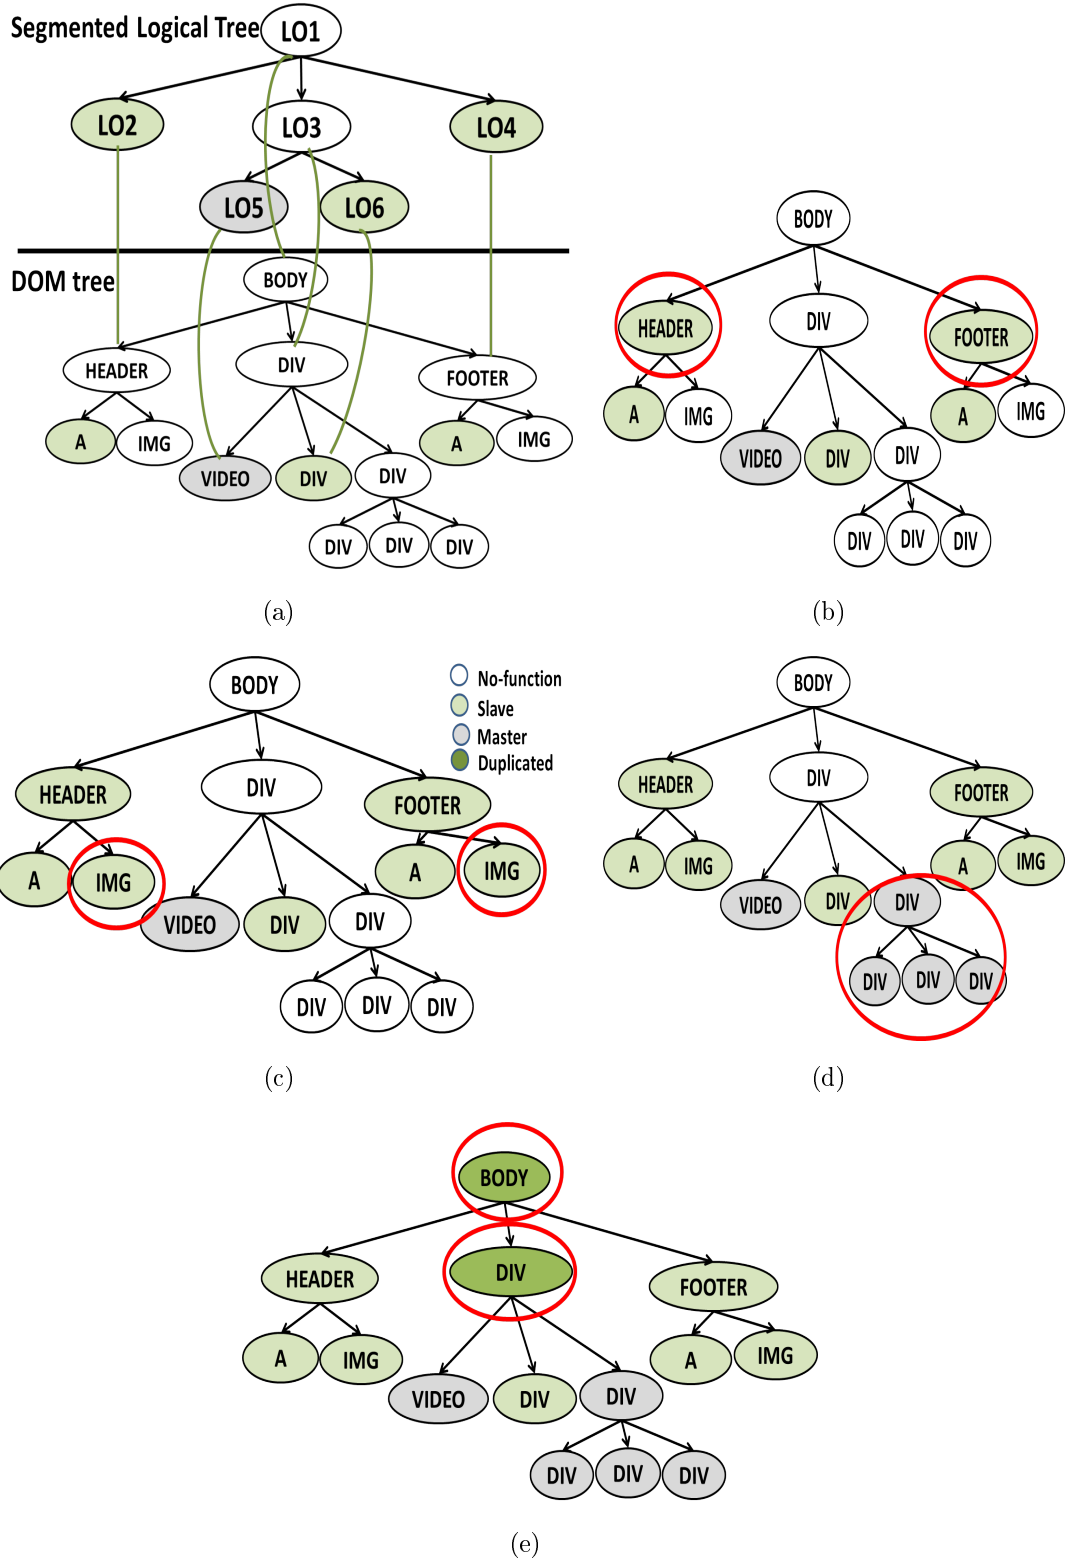 Segmented Logical Tree
LO1
LO2
LO3
LO4
LO5
LO6
DOM tree
BODY
HEADER
DIV
FOOTER
A
IMG
VIDEO
DIV
DIV
A
IMG
DIV
DIV
DIV
(a)
BODY
HEADER
DIV
FOOTER
A
IMG
VIDEO
DIV
DIV
A
IMG
DIV
DIV
DIV
(b)
BODY
HEADER
DIV
FOOTER
A
IMG
VIDEO
DIV
DIV
A
IMG
DIV
DIV
DIV
No-function
Slave
Master
Duplicated
(c)
BODY
HEADER
DIV
FOOTER
A
IMG
VIDEO
DIV
DIV
A
IMG
DIV
DIV
DIV
(d)
BODY
HEADER
DIV
FOOTER
A
IMG
VIDEO
DIV
DIV
A
IMG
DIV
DIV
DIV
(e)